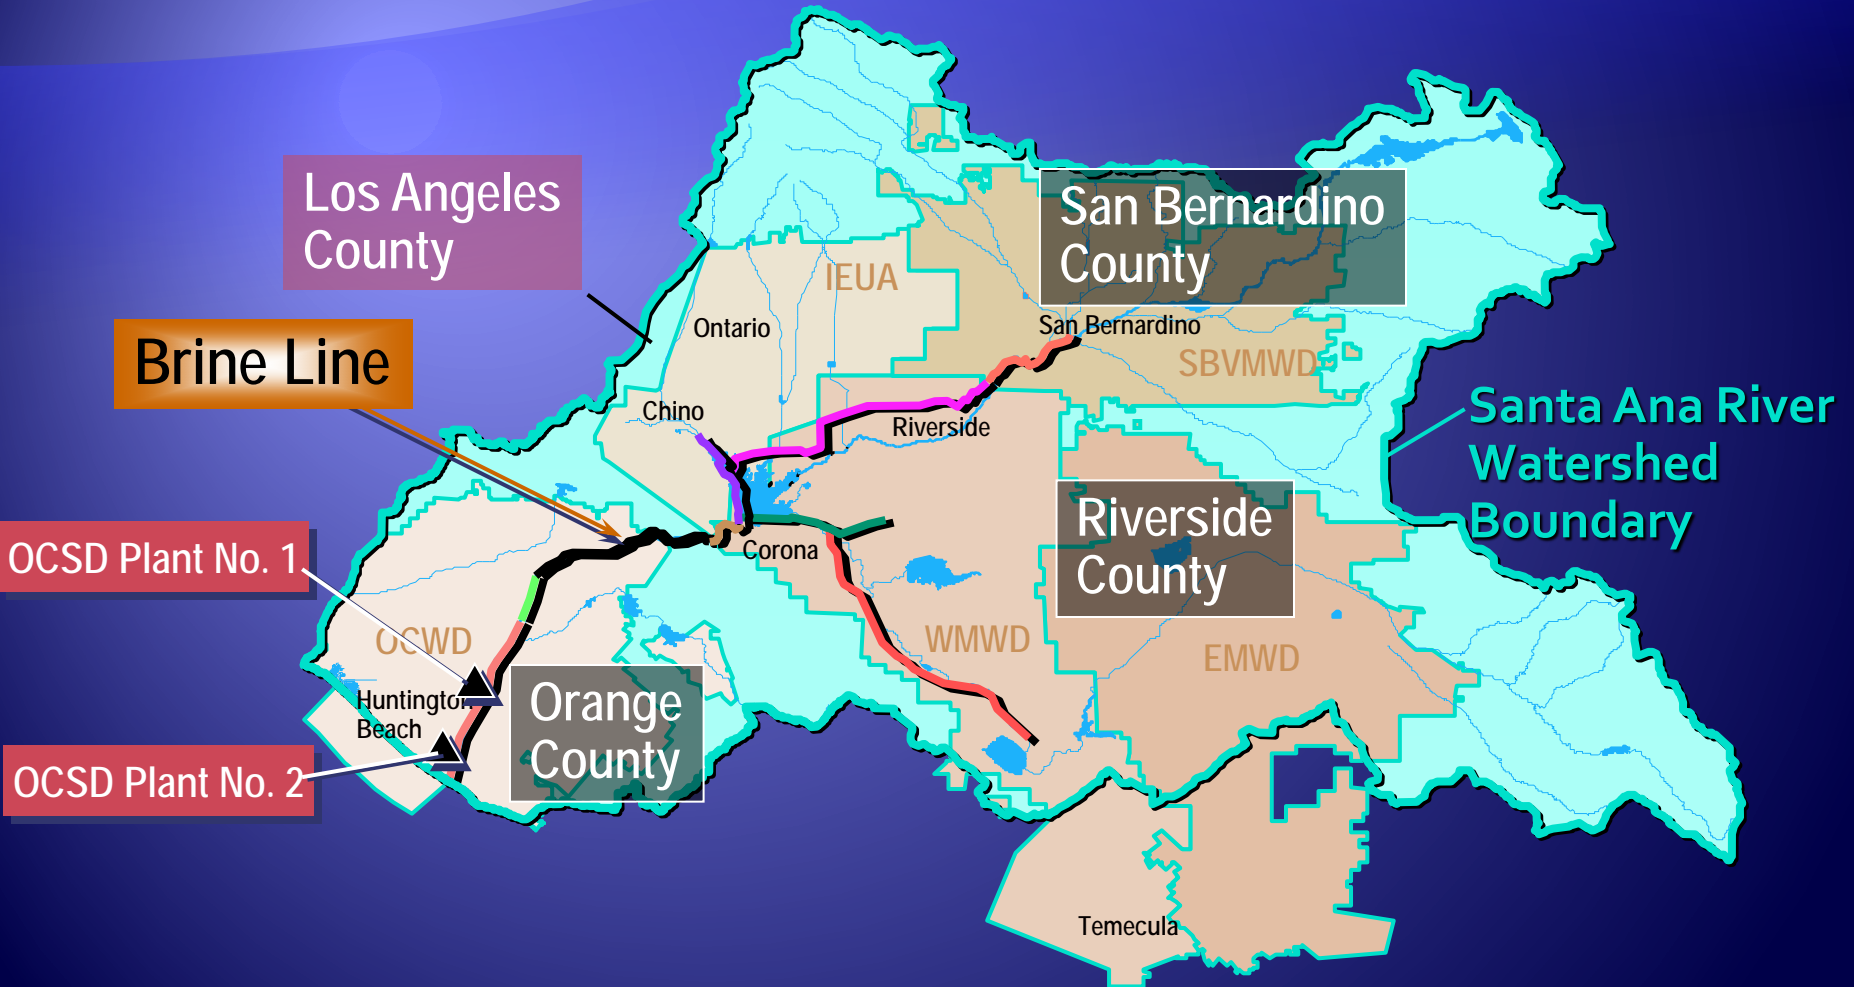 Los Angeles
County
San Bernardino
County
IEUA
Ontario
San Bernardino
Brine Line
SBVMWD
Chino
Riverside
Santa Ana River
Watershed
Boundary
Riverside
County
OCSD Plant No. 1
Corona
OCWD
WMWD
EMWD
Huntington
Beach
Orange
County
OCSD Plant No. 2
Temecula